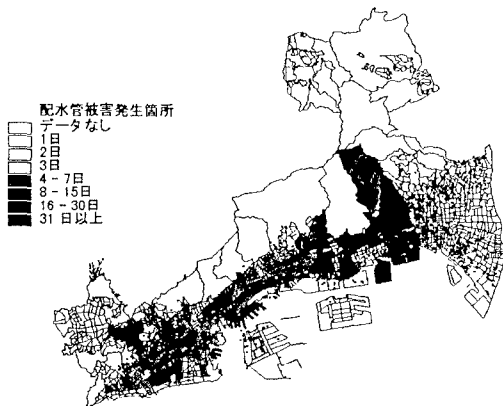 配水管被害発生箇所
データなし
1日
2日
3日
4-7日
8-15日
16-30日
31日以上